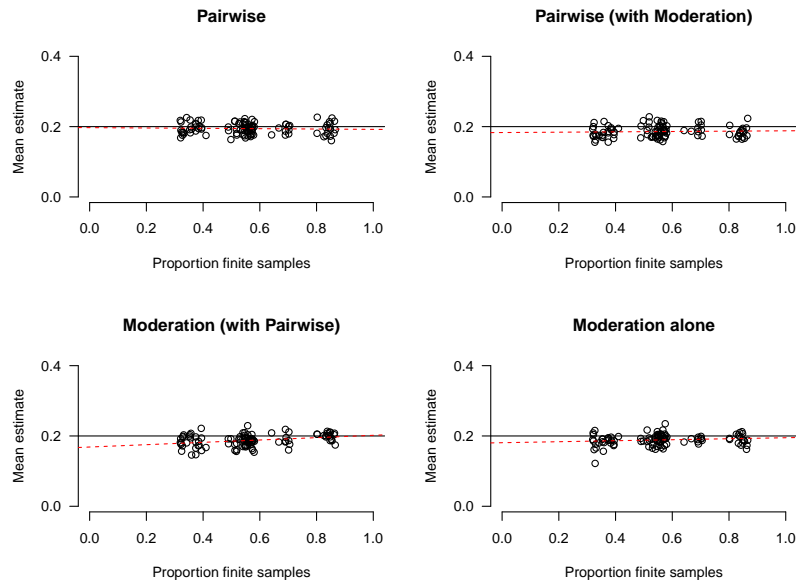 Pairwise
Mean estimate
0.4
0.2
0.0
0.0 0.2 0.4 0.6 0.8 1.0
Proportion finite samples
Pairwise (with Moderation)
Mean estimate
0.4
0.2
0.0
0.0 0.2 0.4 0.6 0.8 1.0
Proportion finite samples
Moderation (with Pairwise)
Mean estimate
0.4
0.2
0.0
0.0 0.2 0.4 0.6 0.8 1.0
Proportion finite samples
Moderation alone
Mean estimate
0.4
0.2
0.0
0.0 0.2 0.4 0.6 0.8 1.0
Proportion finite samples